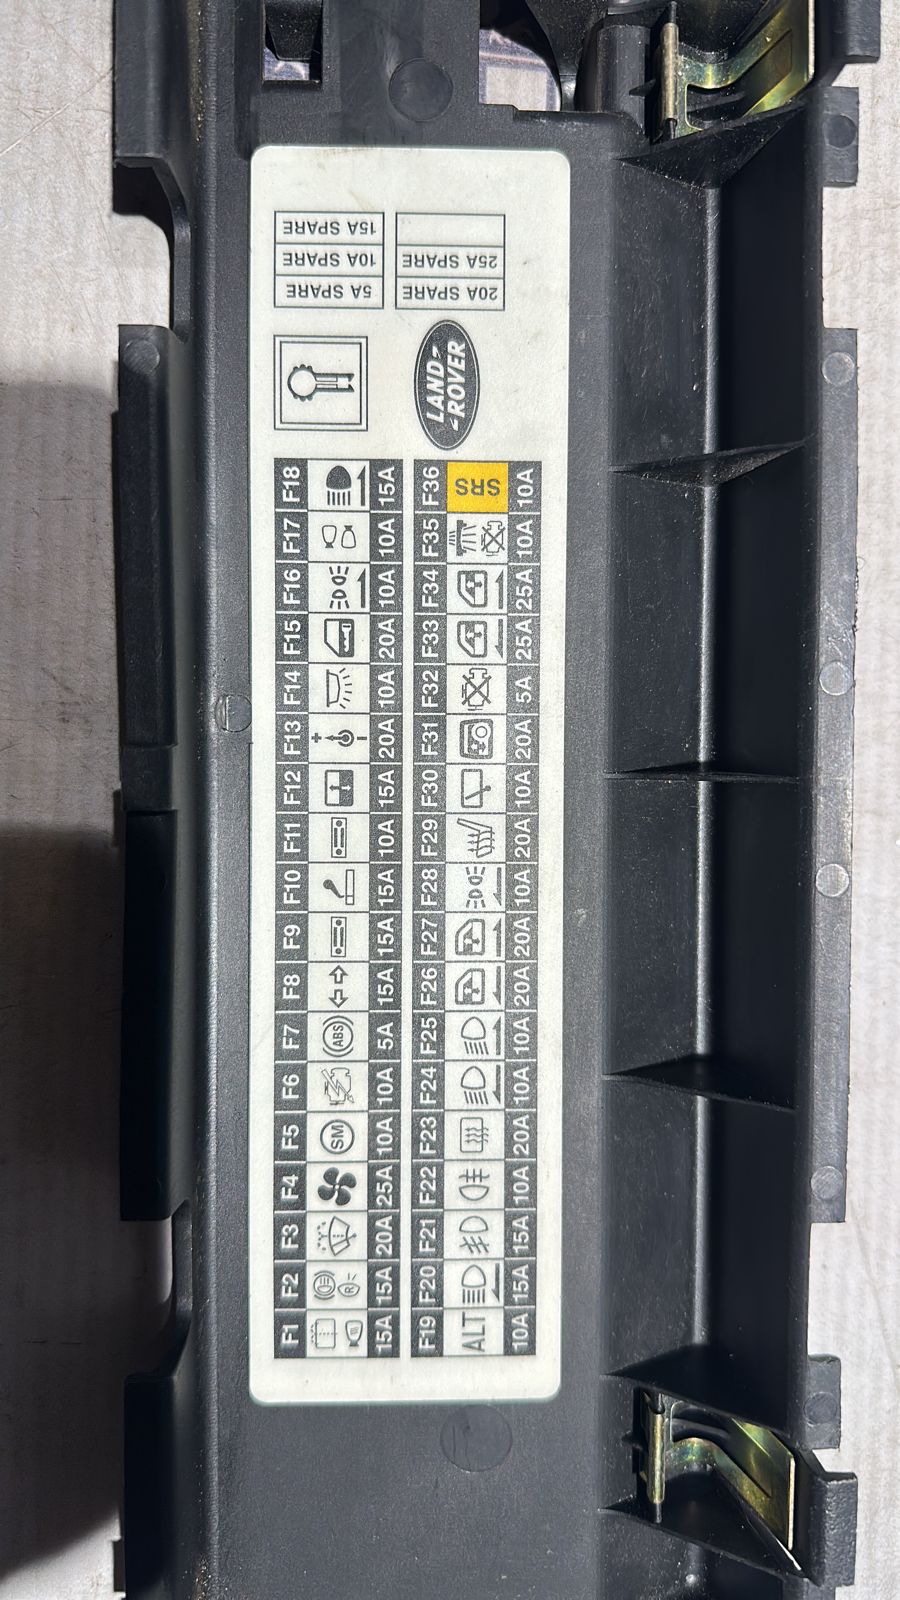 F1 F2 F3 F4 F5 F6 F7 F8 F9 F10 F11 F12 F13 F14 F15 F16 F17 F18
R SM ABS + -
15A 15A 20A 25A 10A 10A 5A 15A 15A 15A 10A 15A 20A 10A 20A 10A 10A 15A
F19 F20 F21 F22 F23 F24 F25 F26 F27 F28 F29 F30 F31 F32 F33 F34 F35 F36
ALT SRS
10A 15A 15A 10A 20A 10A 10A 20A 20A 10A 20A 10A 20A 5A 25A 25A 10A 10A
LAND-
-ROVER
5A SPARE
10A SPARE
15A SPARE
20A SPARE
25A SPARE